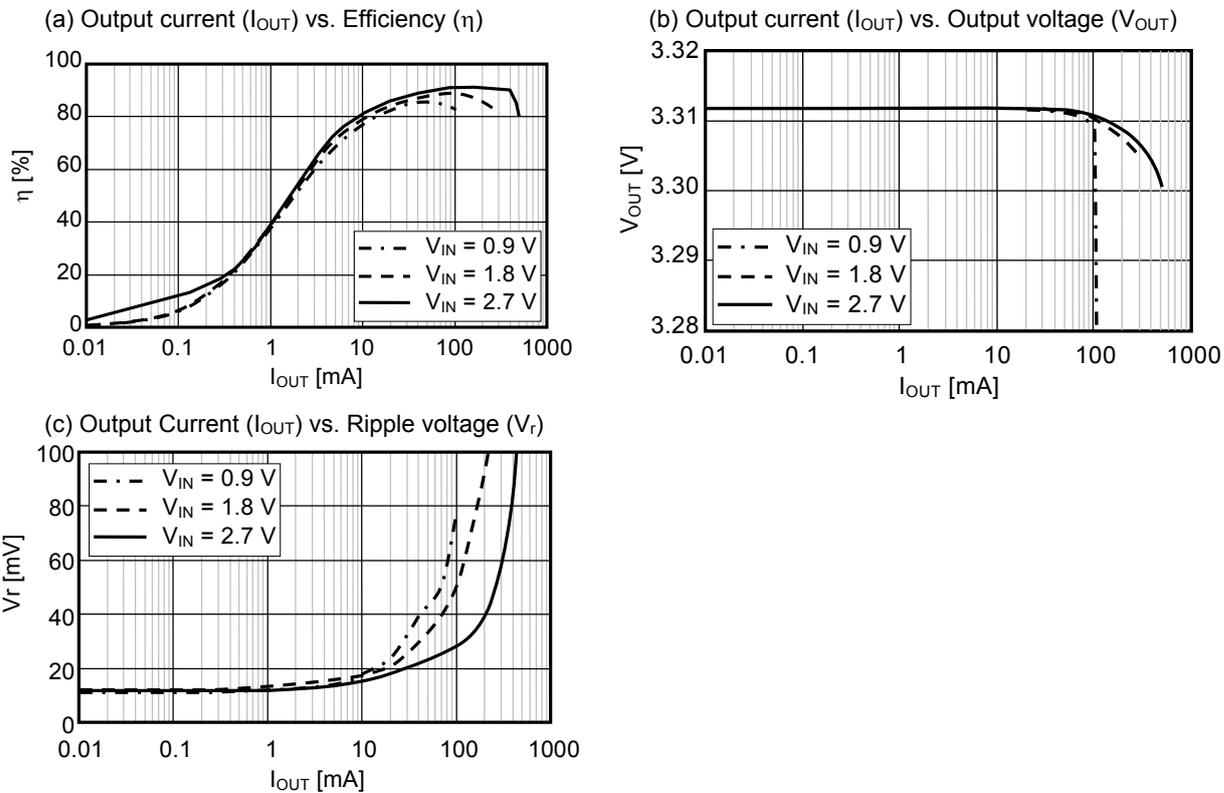 (a) Output current (IOUT) vs. Efficiency (η)
100
80
60
40
20
0
η [%]
VIN = 0.9 V
VIN = 1.8 V
VIN = 2.7 V
0.01 0.1 1 10 100 1000
IOUT [mA]
(b) Output current (IOUT) vs. Output voltage (VOUT)
3.32
3.31
3.30
3.29
3.28
VOUT [V]
VIN = 0.9 V
VIN = 1.8 V
VIN = 2.7 V
0.01 0.1 1 10 100 1000
IOUT [mA]
(c) Output Current (IOUT) vs. Ripple voltage (Vr)
100
80
60
40
20
0
Vr [mV]
VIN = 0.9 V
VIN = 1.8 V
VIN = 2.7 V
0.01 0.1 1 10 100 1000
IOUT [mA]